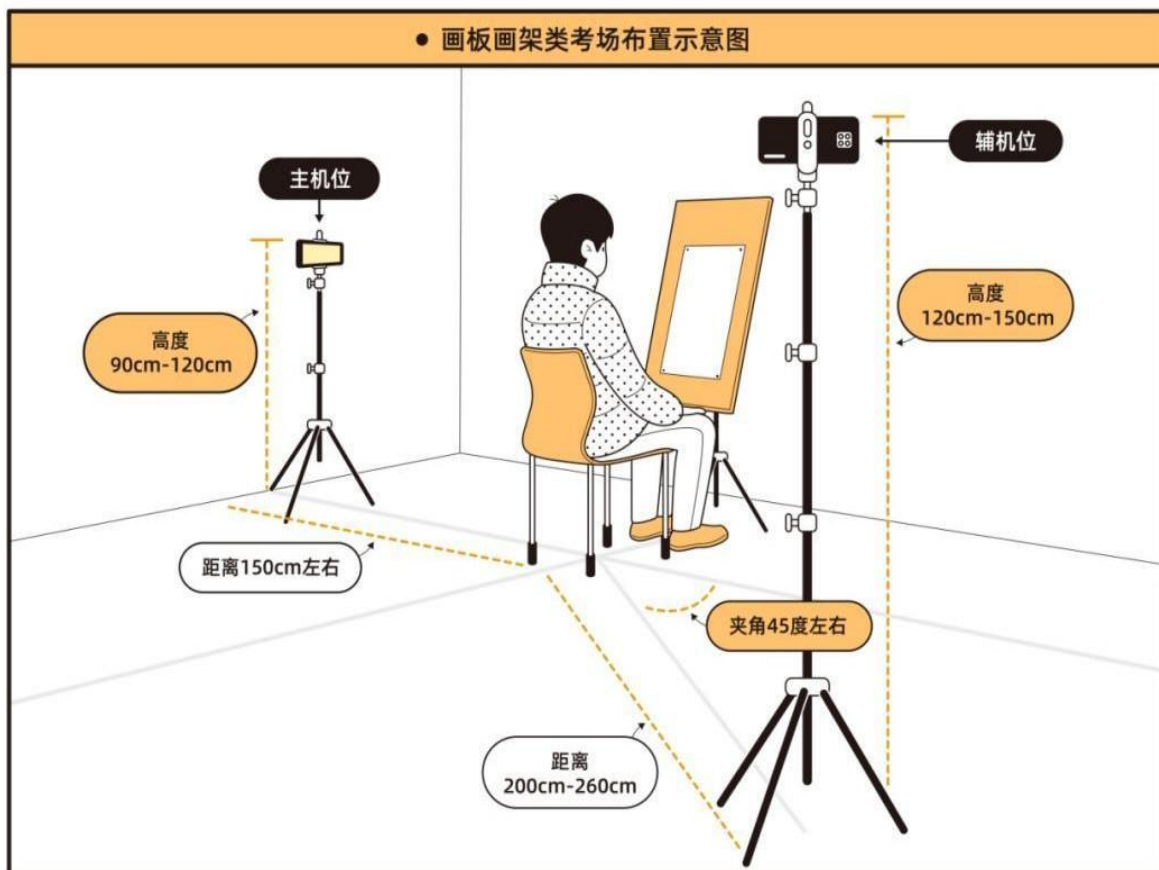 ● 画板画架类考场布置示意图
主机位
辅机位
高度
90cm-120cm
高度
120cm-150cm
距离150cm左右
夹角45度左右
距离
200cm-260cm